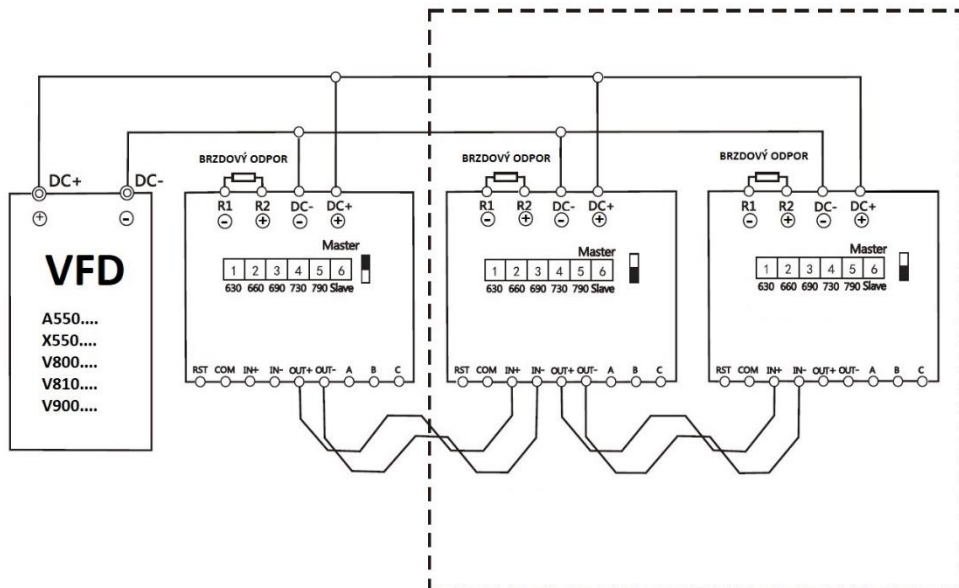 DC+ DC-
VFD
A550....
X550....
V800....
V810....
V900....
BRZDOVÝ ODPOR
R1 R2 DC- DC+
Master
1 2 3 4 5 6
630 660 690 730 790 Slave
RST COM IN+ IN- OUT+ OUT- A B C
BRZDOVÝ ODPOR
R1 R2 DC- DC+
Master
1 2 3 4 5 6
630 660 690 730 790 Slave
RST COM IN+ IN- OUT+ OUT- A B C
BRZDOVÝ ODPOR
R1 R2 DC- DC+
Master
1 2 3 4 5 6
630 660 690 730 790 Slave
RST COM IN+ IN- OUT+ OUT- A B C